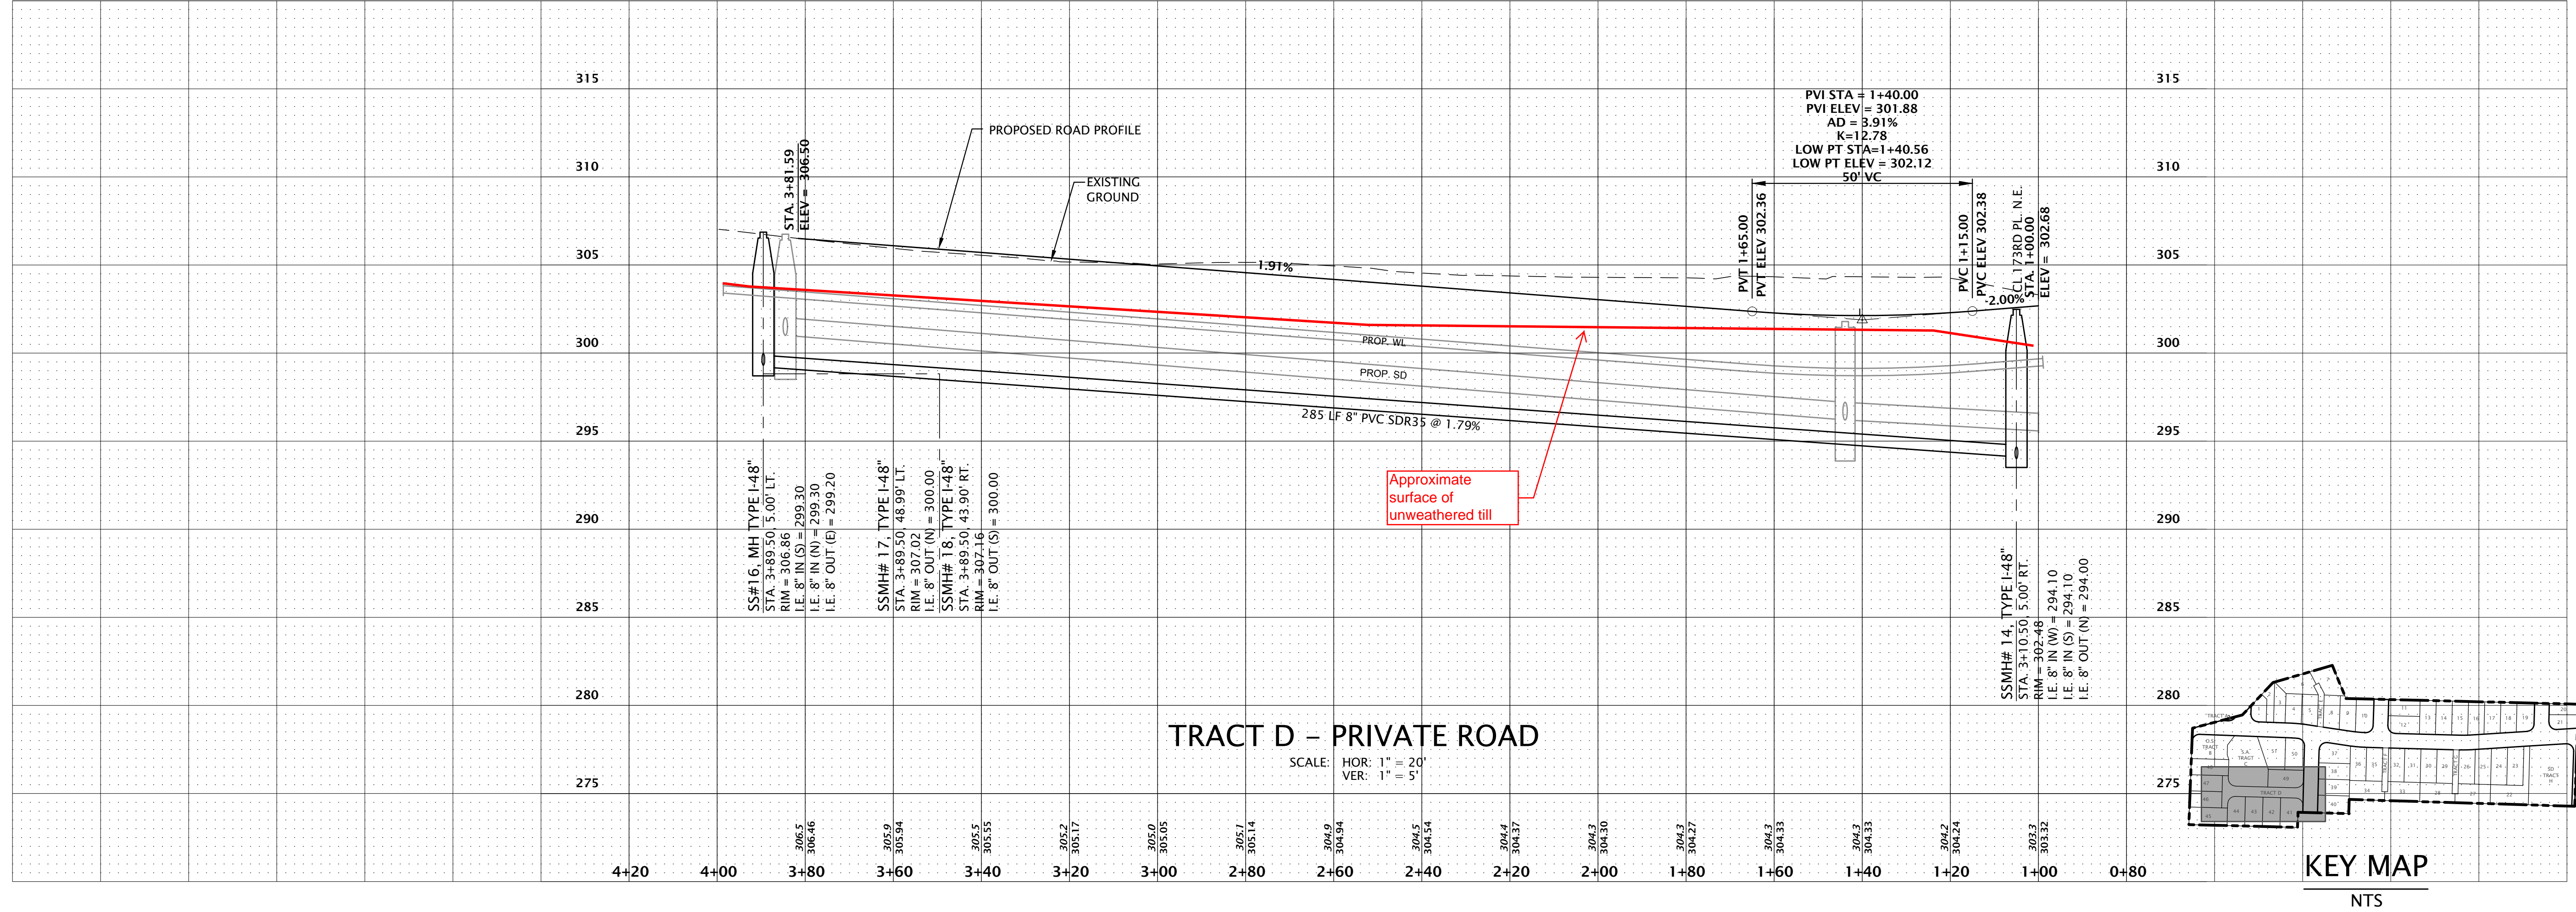 315
315
310
310
305
305
300
300
295
295
290
290
285
285
280
280
275
275
STA. 3+81.59
ELEV = 306.50
PROPOSED ROAD PROFILE
EXISTING
GROUND
1.91%
PVI STA = 1+40.00
PVI ELEV = 301.88
AD = 3.91%
K=12.78
LOW PT STA=1+40.56
LOW PT ELEV = 302.12
50' VC
PVT 1+65.00
PVT ELEV 302.36
PVC 1+15.00
PVC ELEV 302.38
CL 173RD PL. N.E.
STA. 1+00.00
ELEV = 302.68
-2.00%
PROP. WL
PROP. SD
285 LF 8" PVC SDR35 @ 1.79%
Approximate
surface of
unweathered till
SS#16, MH TYPE I-48"
STA. 3+89.50, 5.00' LT.
RIM = 306.86
I.E. 8" IN (S) = 299.30
I.E. 8" IN (N) = 299.30
I.E. 8" OUT (E) = 299.20
SSMH# 17, TYPE I-48"
STA. 3+89.50, 48.99' LT.
RIM = 307.02
I.E. 8" OUT (N) = 300.00
SSMH# 18, TYPE I-48"
STA. 3+89.50, 43.90' RT.
RIM = 307.16
I.E. 8" OUT (S) = 300.00
SSMH# 14, TYPE I-48"
STA. 3+10.50, 5.00' RT.
RIM = 302.48
I.E. 8" IN (W) = 294.10
I.E. 8" IN (S) = 294.10
I.E. 8" OUT (N) = 294.00
TRACT D - PRIVATE ROAD
SCALE: HOR: 1" = 20'
VER: 1" = 5'
306.5
306.46
305.9
305.94
305.5
305.55
305.2
305.17
305.0
305.05
305.1
305.14
304.9
304.94
304.5
304.54
304.4
304.37
304.3
304.30
304.3
304.27
304.3
304.33
304.3
304.33
304.2
304.24
303.3
303.32
4+20 4+00 3+80 3+60 3+40 3+20 3+00 2+80 2+60 2+40 2+20 2+00 1+80 1+60 1+40 1+20 1+00 0+80
O.S.
TRACT
B
S.A.
TRACT
C
TRACT D
SD
TRACT
H
KEY MAP
NTS